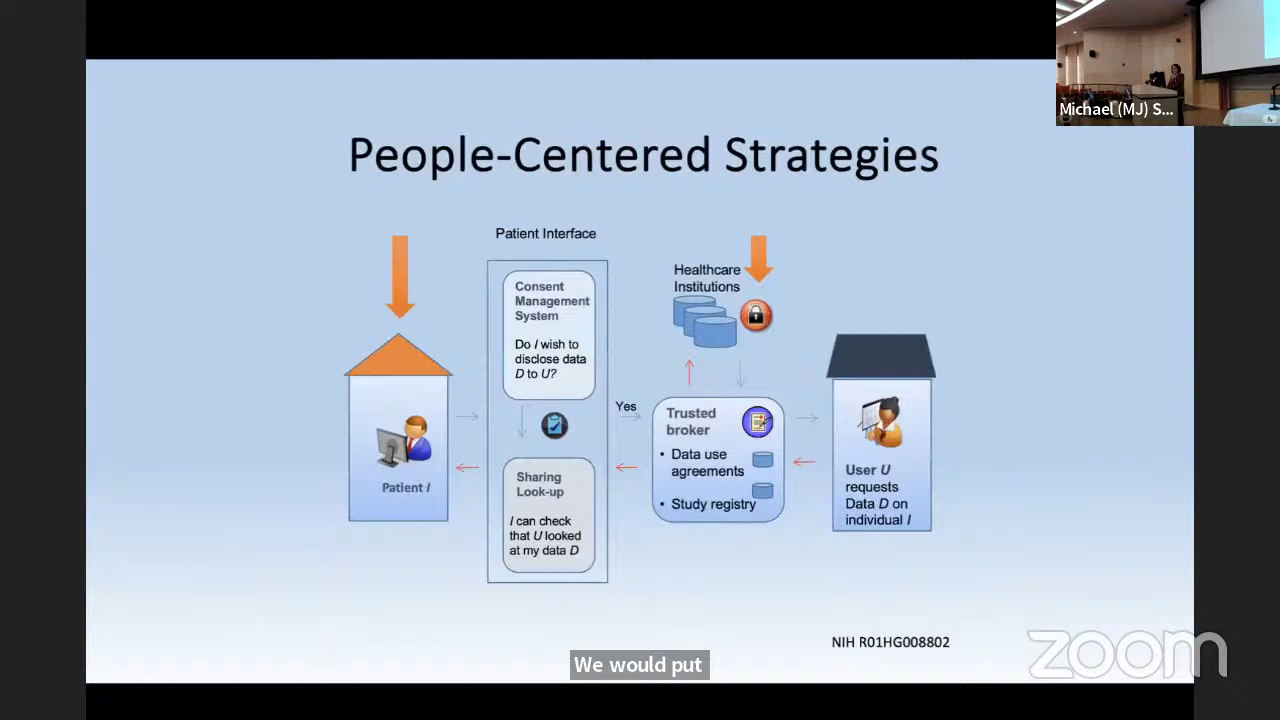 Michael (MJ) S...
People-Centered Strategies
Patient Interface
Consent
Management
System
Do I wish to
disclose data
D to U?
Sharing
Look-up
I can check
that U looked
at my data D
Patient I
Yes
Healthcare
Institutions
Trusted
broker
• Data use
agreements
• Study registry
User U
requests
Data D on
individual I
NIH R01HG008802
We would put
zoom